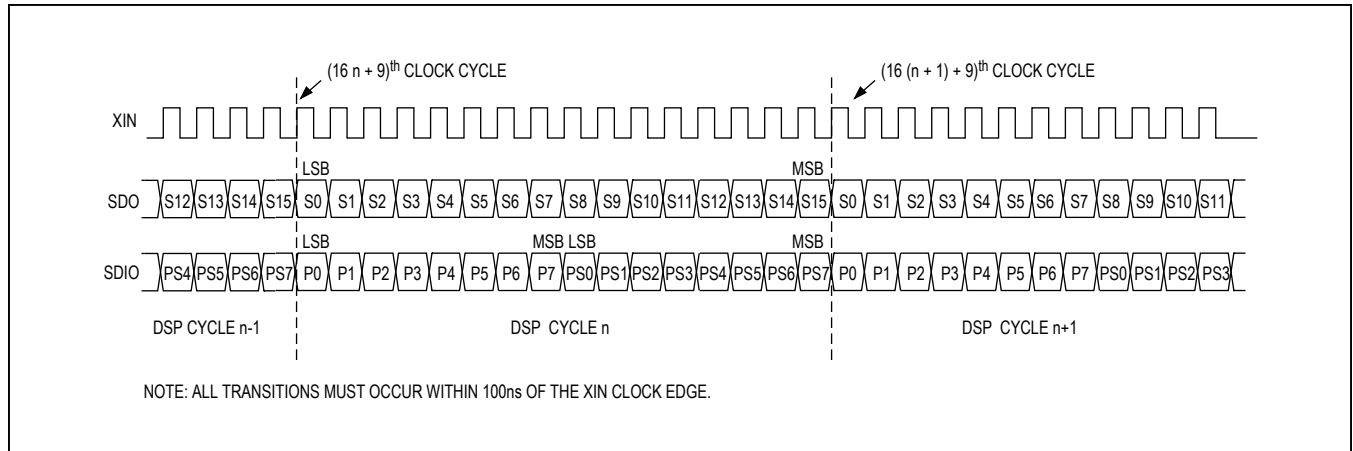 (16 n + 9)th CLOCK CYCLE (16 (n + 1) + 9)th CLOCK CYCLE
XIN
LSB MSB
SDO S12 S13 S14 S15 S0 S1 S2 S3 S4 S5 S6 S7 S8 S9 S10 S11 S12 S13 S14 S15 S0 S1 S2 S3 S4 S5 S6 S7 S8 S9 S10 S11
LSB MSB LSB MSB
SDIO PS4 PS5 PS6 PS7 P0 P1 P2 P3 P4 P5 P6 P7 PS0 PS1 PS2 PS3 PS4 PS5 PS6 PS7 P0 P1 P2 P3 P4 P5 P6 P7 PS0 PS1 PS2 PS3
DSP CYCLE n-1 DSP CYCLE n DSP CYCLE n+1
NOTE: ALL TRANSITIONS MUST OCCUR WITHIN 100ns OF THE XIN CLOCK EDGE.